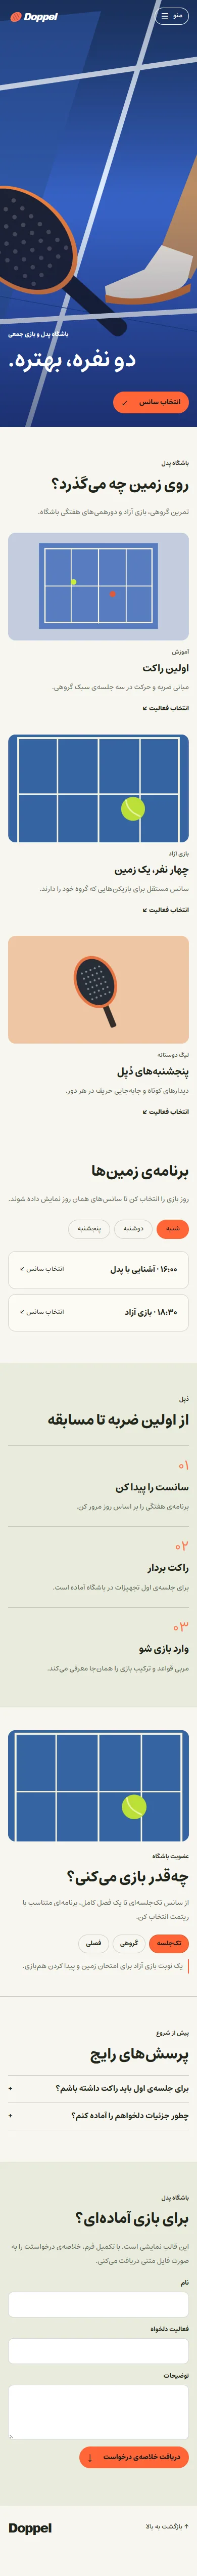 منو
Doppel
باشگاه پدل و بازی جمعی
دو نفره، بهتره.
انتخاب سانس ↙
باشگاه پدل
روی زمین چه می‌گذرد؟
تمرین گروهی، بازی آزاد و دورهمی‌های هفتگی باشگاه.
آموزش
اولین راکت
مبانی ضربه و حرکت در سه جلسه‌ی سبک گروهی.
انتخاب فعالیت ↙
بازی آزاد
چهار نفر، یک زمین
سانس مستقل برای بازیکن‌هایی که گروه خود را دارند.
انتخاب فعالیت ↙
لیگ دوستانه
پنجشنبه‌های دُپل
دیدارهای کوتاه و جابه‌جایی حریف در هر دور.
انتخاب فعالیت ↙
برنامه‌ی زمین‌ها
روز بازی را انتخاب کن تا سانس‌های همان روز نمایش داده شوند.
شنبه
دوشنبه
پنجشنبه
۱۶:۰۰ · آشنایی با پدل
انتخاب سانس ↙
۱۸:۳۰ · بازی آزاد
انتخاب سانس ↙
دُپل
از اولین ضربه تا مسابقه
۰۱
سانست را پیدا کن
برنامه‌ی هفتگی را بر اساس روز مرور کن.
۰۲
راکت بردار
برای جلسه‌ی اول تجهیزات در باشگاه آماده است.
۰۳
وارد بازی شو
مربی قواعد و ترکیب بازی را همان‌جا معرفی می‌کند.
عضویت باشگاه
چه‌قدر بازی می‌کنی؟
از سانس تک‌جلسه‌ای تا یک فصل کامل، برنامه‌ای متناسب با
ریتمت انتخاب کن.
تک‌جلسه
گروهی
فصلی
یک نوبت بازی آزاد برای امتحان زمین و پیدا کردن هم‌بازی.
پیش از شروع
پرسش‌های رایج
برای جلسه‌ی اول باید راکت داشته باشم؟
+
چطور جزئیات دلخواهم را آماده کنم؟
+
باشگاه پدل
برای بازی آماده‌ای؟
این قالب نمایشی است. با تکمیل فرم، خلاصه‌ی درخواستت را به
صورت فایل متنی دریافت می‌کنی.
نام
فعالیت دلخواه
توضیحات
دریافت خلاصه‌ی درخواست ↓
↑ بازگشت به بالا
Doppel